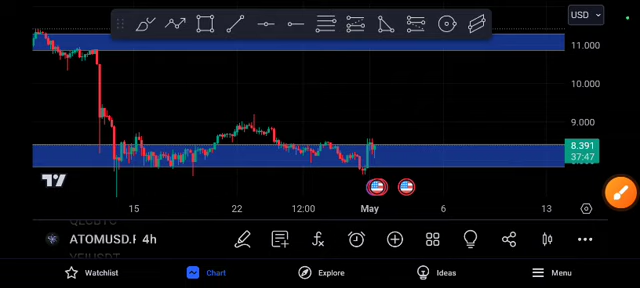 USD
11.000
10.000
9.000
8.391
37:47
15
22
12:00
May
6
13
ATOMUSD.P 4h
Watchlist
Chart
Explore
Ideas
Menu